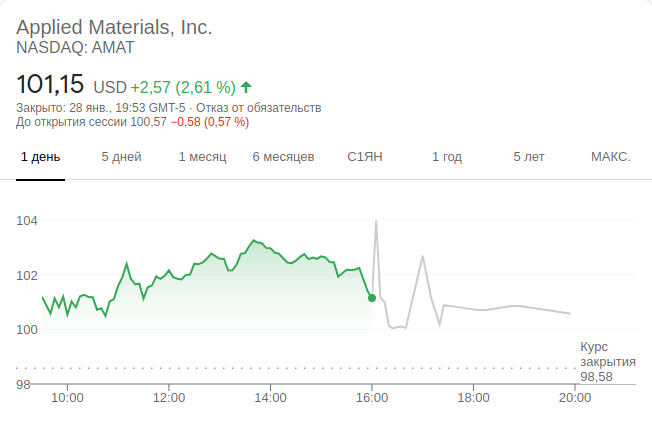 Applied Materials, Inc.
NASDAQ: AMAT
101,15 USD +2,57 (2,61 %)
Закрыто: 28 янв., 19:53 GMT-5 · Отказ от обязательств
До открытия сессии 100,57 −0,58 (0,57 %)
1 день 5 дней 1 месяц 6 месяцев С1ЯН 1 год 5 лет МАКС.
104
102
100
Курс
закрытия
98,58
98
10:00 12:00 14:00 16:00 18:00 20:00